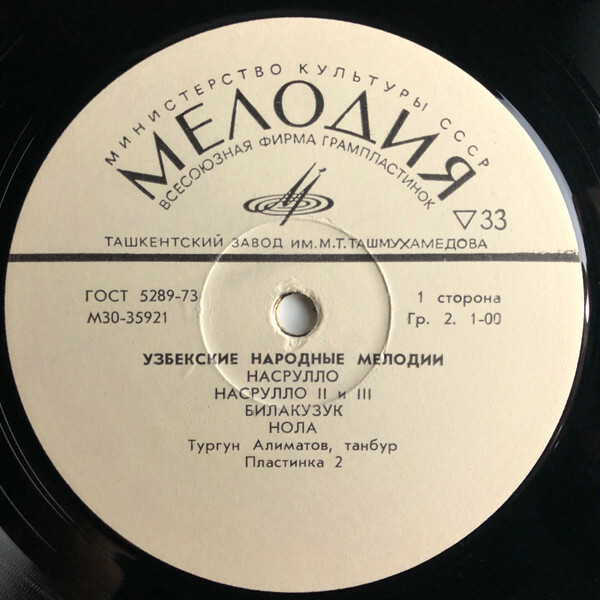 МИНИСТЕРСТВО КУЛЬТУРЫ СССР
МЕЛОДИЯ
ВСЕСОЮЗНАЯ ФИРМА ГРАМПЛАСТИНОК
▽33
ТАШКЕНТСКИЙ ЗАВОД ИМ. М.Т. ТАШМУХАМЕДОВА
ГОСТ 5289-73
1 сторона
М30-35921
Гр. 2. 1-00
УЗБЕКСКИЕ НАРОДНЫЕ МЕЛОДИИ
НАСРУЛЛО
НАСРУЛЛО II и III
БИЛАКУЗУК
НОЛА
Тургун Алиматов, танбур
Пластинка 2